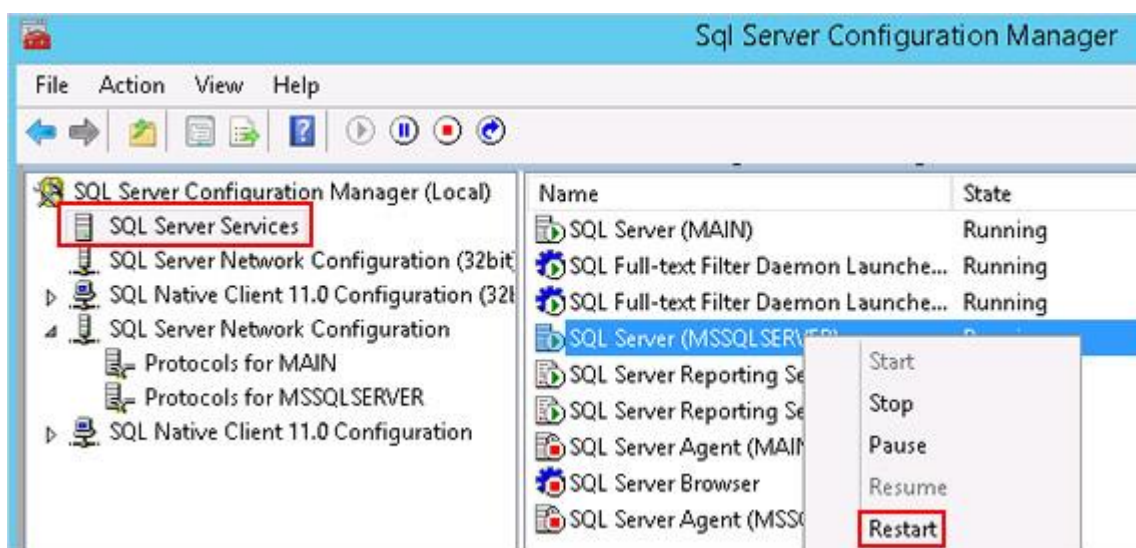 Sql Server Configuration Manager
File Action View Help
SQL Server Configuration Manager (Local)
SQL Server Services
SQL Server Network Configuration (32bit
SQL Native Client 11.0 Configuration (32
SQL Server Network Configuration
Protocols for MAIN
Protocols for MSSQLSERVER
SQL Native Client 11.0 Configuration
Name State
SQL Server (MAIN) Running
SQL Full-text Filter Daemon Launche... Running
SQL Full-text Filter Daemon Launche... Running
SQL Server (MSSQLSERVER)
SQL Server Reporting Se
SQL Server Reporting Se
SQL Server Agent (MAI
SQL Server Browser
SQL Server Agent (MSS
Start
Stop
Pause
Resume
Restart